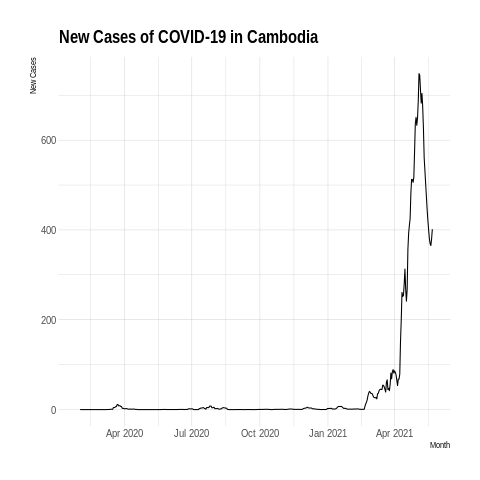 New Cases of COVID-19 in Cambodia
New Cases
600
400
200
0
Apr 2020 Jul 2020 Oct 2020 Jan 2021 Apr 2021
Month